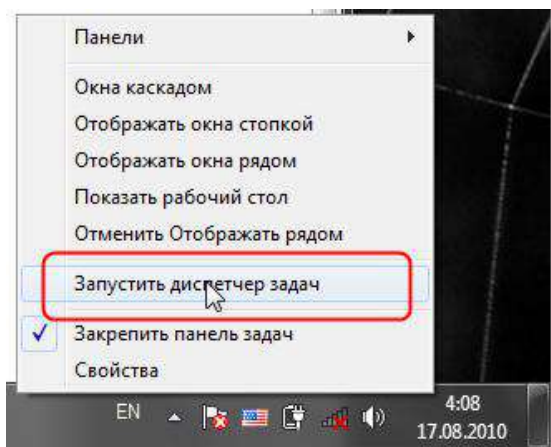 Панели
Окна каскадом
Отображать окна стопкой
Отображать окна рядом
Показать рабочий стол
Отменить Отображать рядом
Запустить диспетчер задач
Закрепить панель задач
Свойства
EN
4:08
17.08.2010